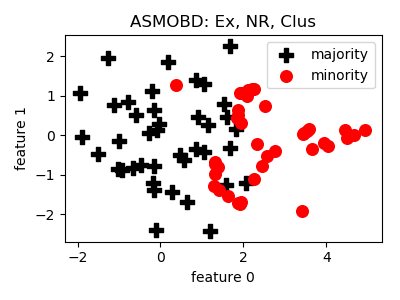 ASMOBD: Ex, NR, Clus
majority
minority
feature 1
2
1
0
−1
−2
−2
0
2
4
feature 0